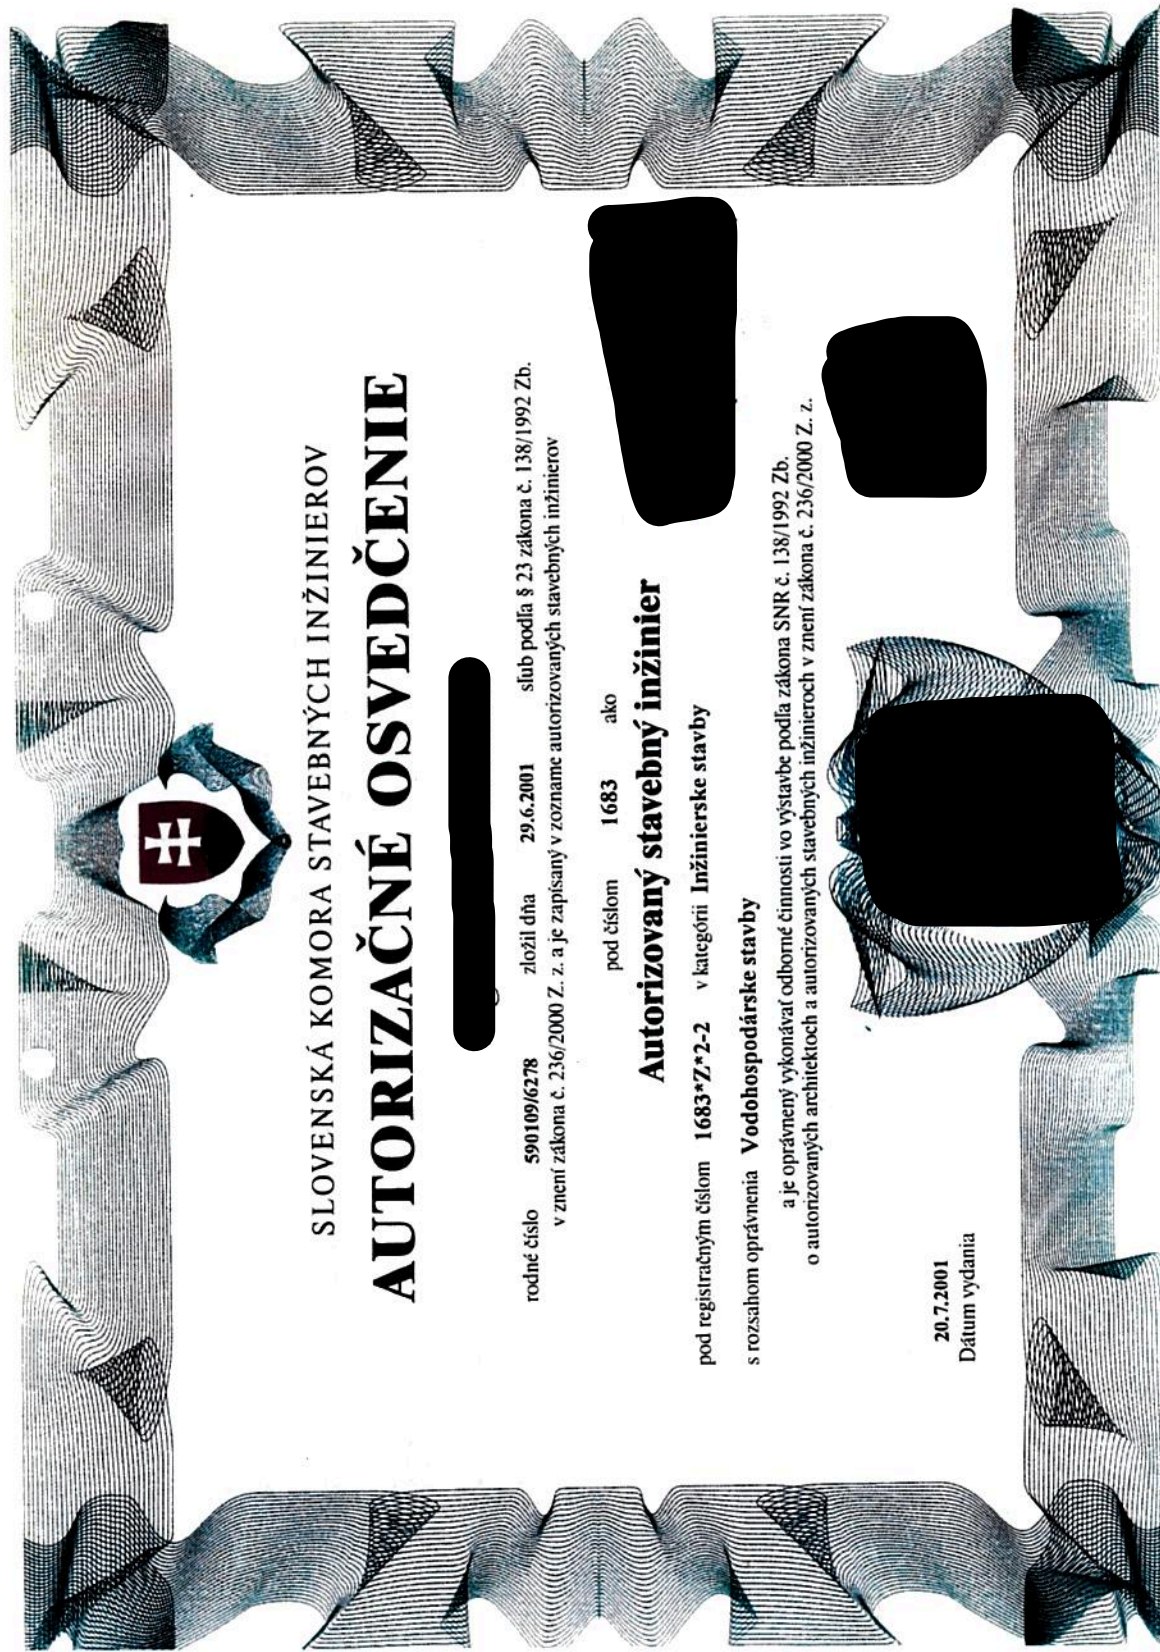 SLOVENSKÁ KOMORA STAVEBNÝCH INŽINIEROV
AUTORIZAČNÉ OSVEDČENIE
rodné číslo 590109/6278 zložil dňa 29.6.2001 sľub podľa § 23 zákona č. 138/1992 Zb.
v znení zákona č. 236/2000 Z. z. a je zapísaný v zozname autorizovaných stavebných inžinierov
pod číslom 1683 ako
Autorizovaný stavebný inžinier
pod registračným číslom 1683*Z*2-2 v kategórii Inžinierske stavby
s rozsahom oprávnenia Vodohospodárske stavby
a je oprávnený vykonávať odborné činnosti vo výstavbe podľa zákona SNR č. 138/1992 Zb.
o autorizovaných architektoch a autorizovaných stavebných inžinieroch v znení zákona č. 236/2000 Z. z.
20.7.2001
Dátum vydania